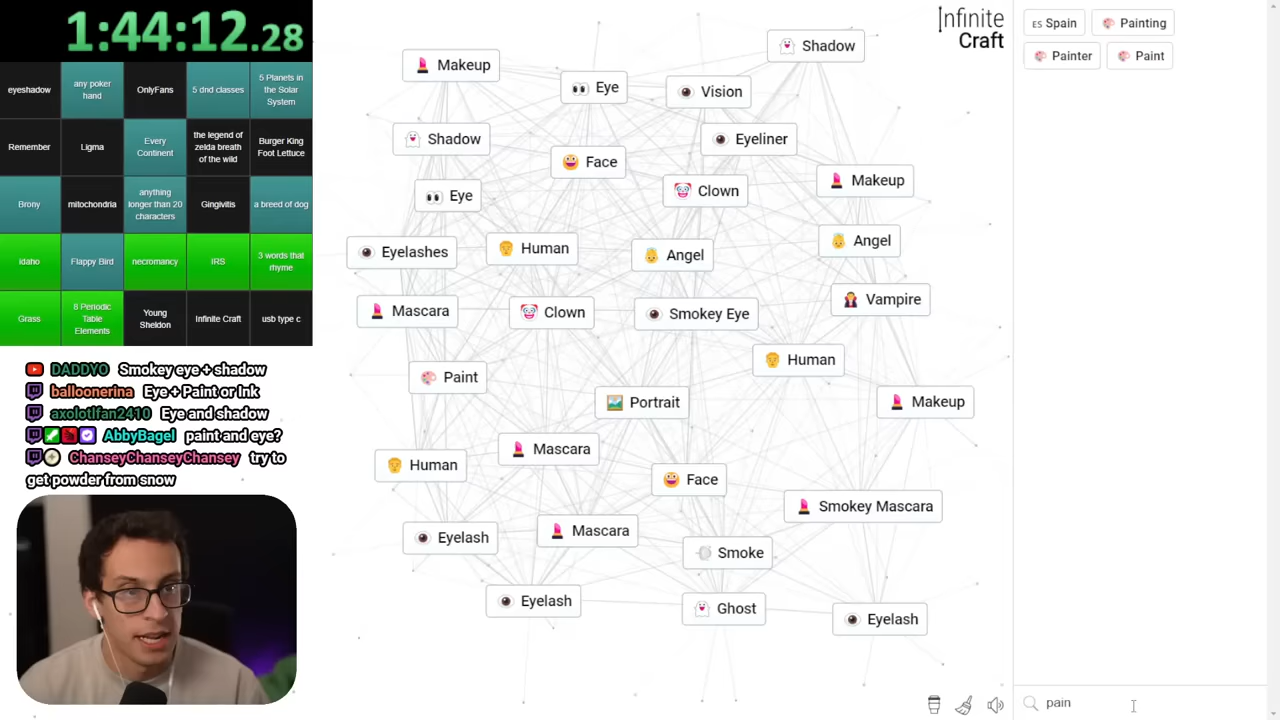 1:44:12.28
eyeshadow
any poker
hand
OnlyFans
5 dnd classes
5 Planets in
the Solar
System
Remember
Ligma
Every
Continent
the legend of
zelda breath
of the wild
Burger King
Foot Lettuce
Brony
mitochondria
anything
longer than 20
characters
Gingivitis
a breed of dog
idaho
Flappy Bird
necromancy
IRS
3 words that
rhyme
Grass
8 Periodic
Table
Elements
Young
Sheldon
Infinite Craft
usb type c
DADDYO Smokey eye + shadow
balloonerina Eye + Paint or Ink
axolotlfan2410 Eye and shadow
AbbyBagel paint and eye?
ChanseyChanseyChansey try to
get powder from snow
Infinite
Craft
Makeup
Shadow
Eye
Vision
Shadow
Eyeliner
Face
Makeup
Eye
Clown
Angel
Eyelashes
Human
Angel
Vampire
Mascara
Clown
Smokey Eye
Human
Paint
Portrait
Makeup
Mascara
Human
Face
Smokey Mascara
Eyelash
Mascara
Smoke
Eyelash
Ghost
Eyelash
ES Spain
Painting
Painter
Paint
pain